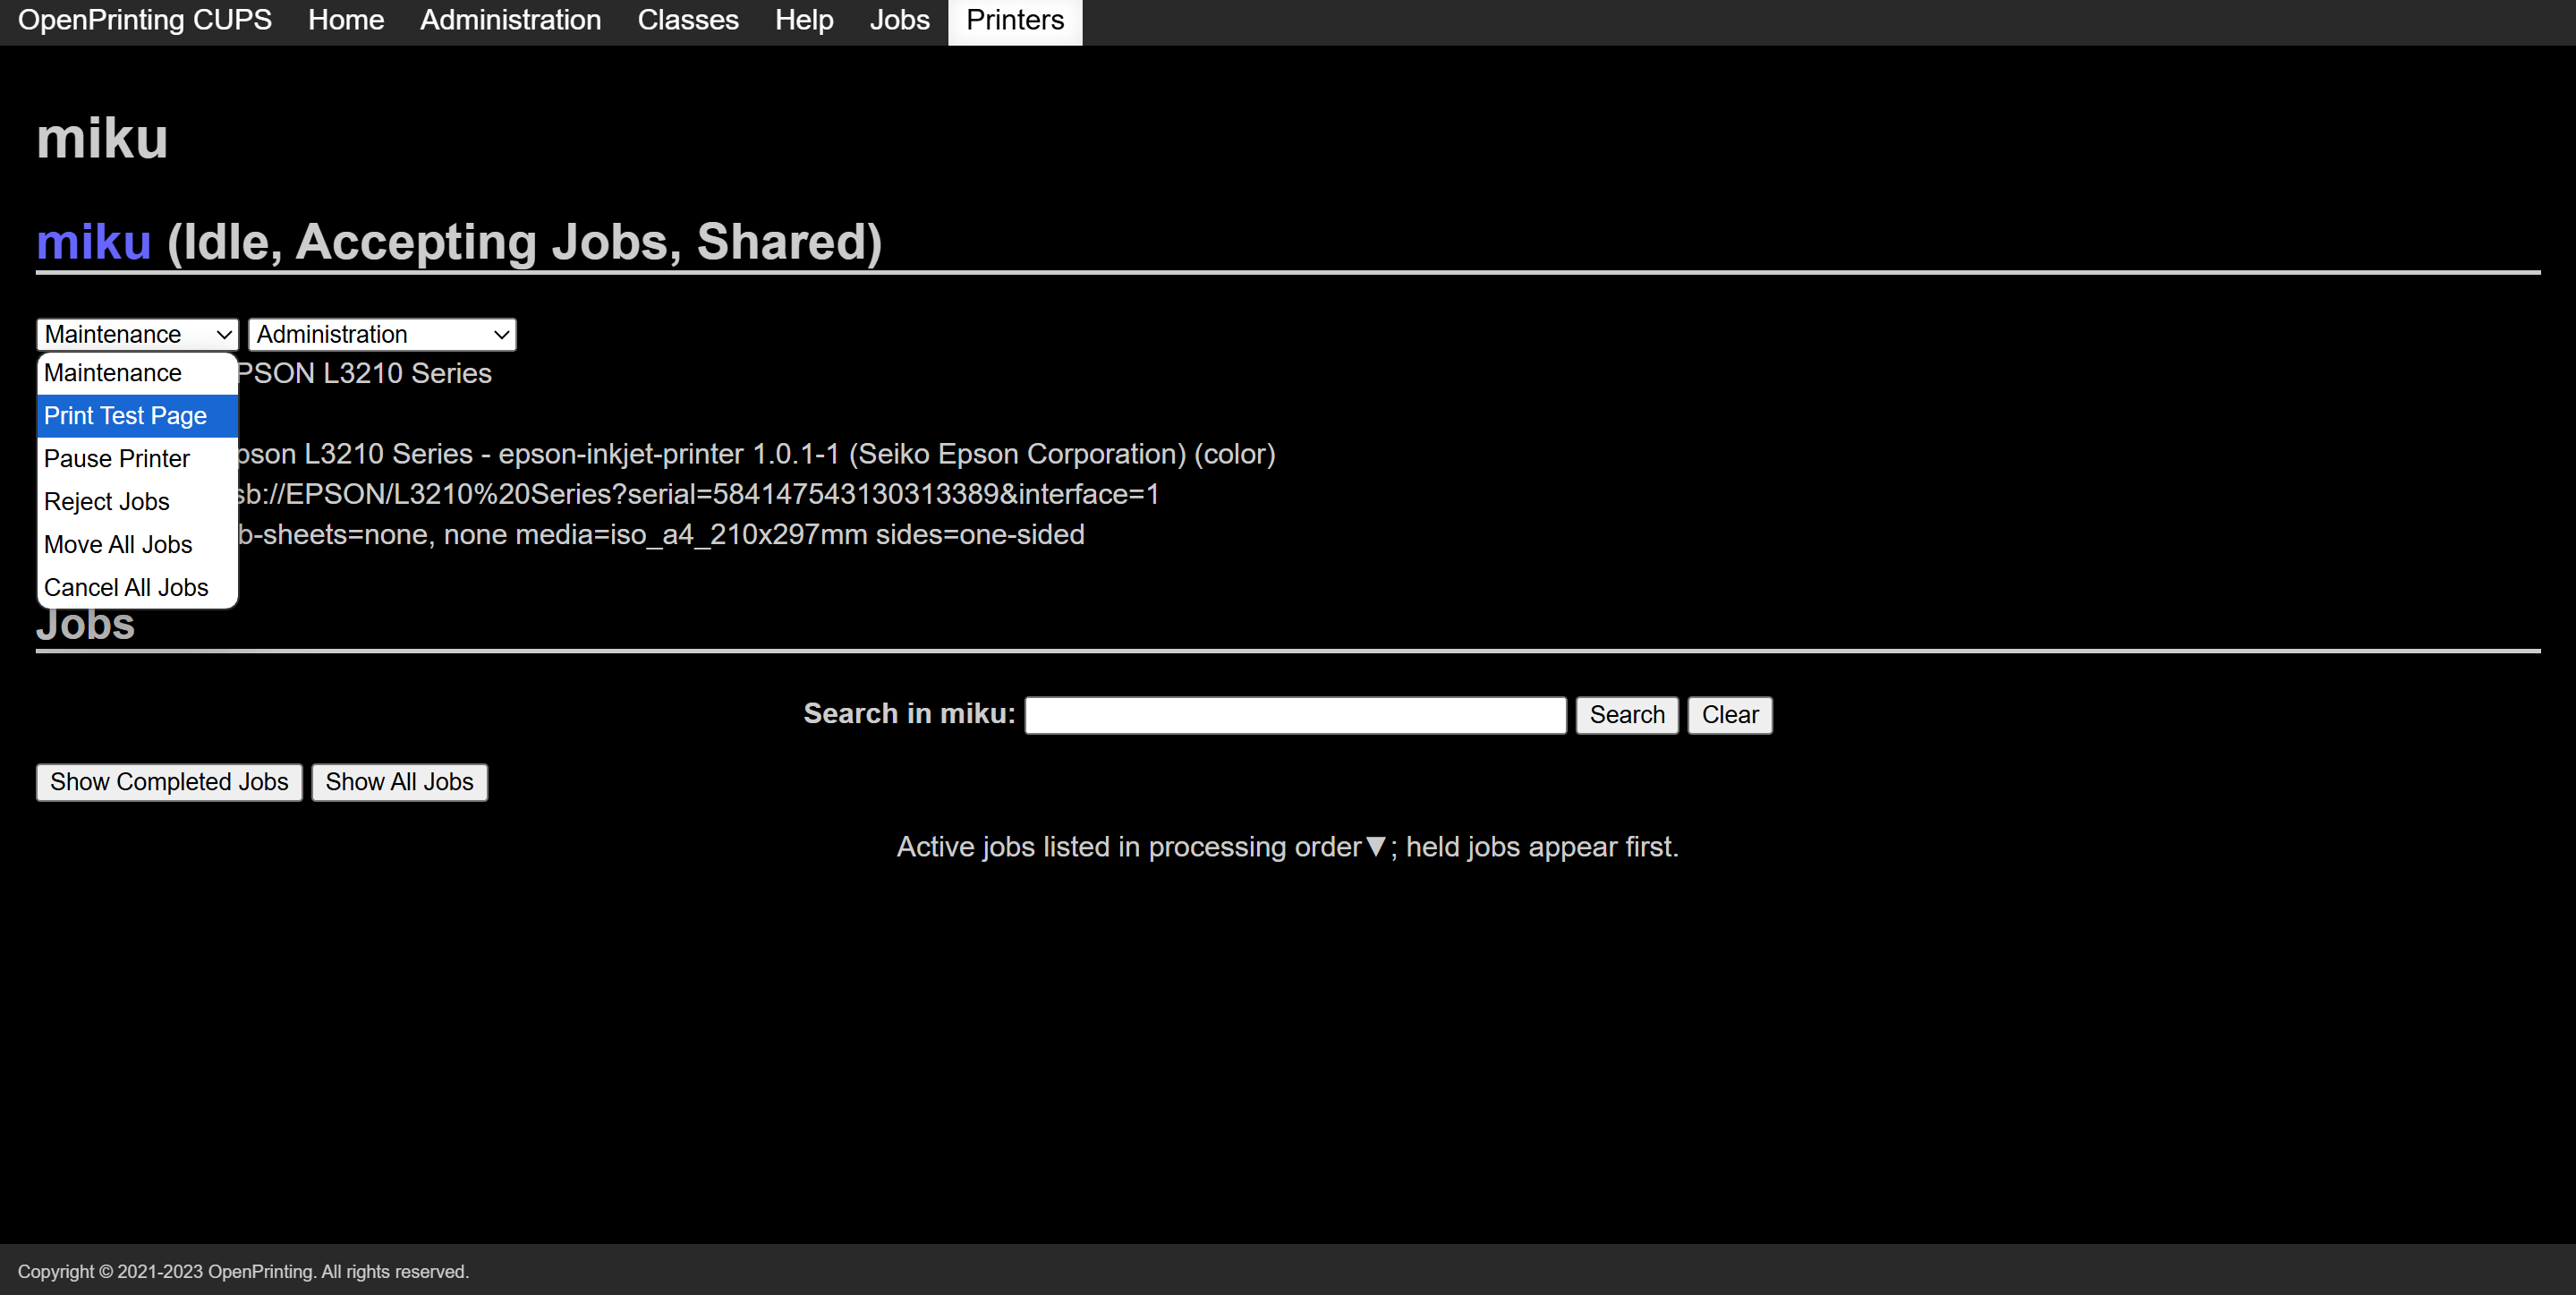 OpenPrinting CUPS Home Administration Classes Help Jobs Printers
miku
miku (Idle, Accepting Jobs, Shared)
Maintenance Administration
Maintenance
PSON L3210 Series
Print Test Page
Pause Printer
pson L3210 Series - epson-inkjet-printer 1.0.1-1 (Seiko Epson Corporation) (color)
Reject Jobs
sb://EPSON/L3210%20Series?serial=584147543130313389&interface=1
Move All Jobs
b-sheets=none, none media=iso_a4_210x297mm sides=one-sided
Cancel All Jobs
Jobs
Search in miku: Search Clear
Show Completed Jobs Show All Jobs
Active jobs listed in processing order▼; held jobs appear first.
Copyright © 2021-2023 OpenPrinting. All rights reserved.